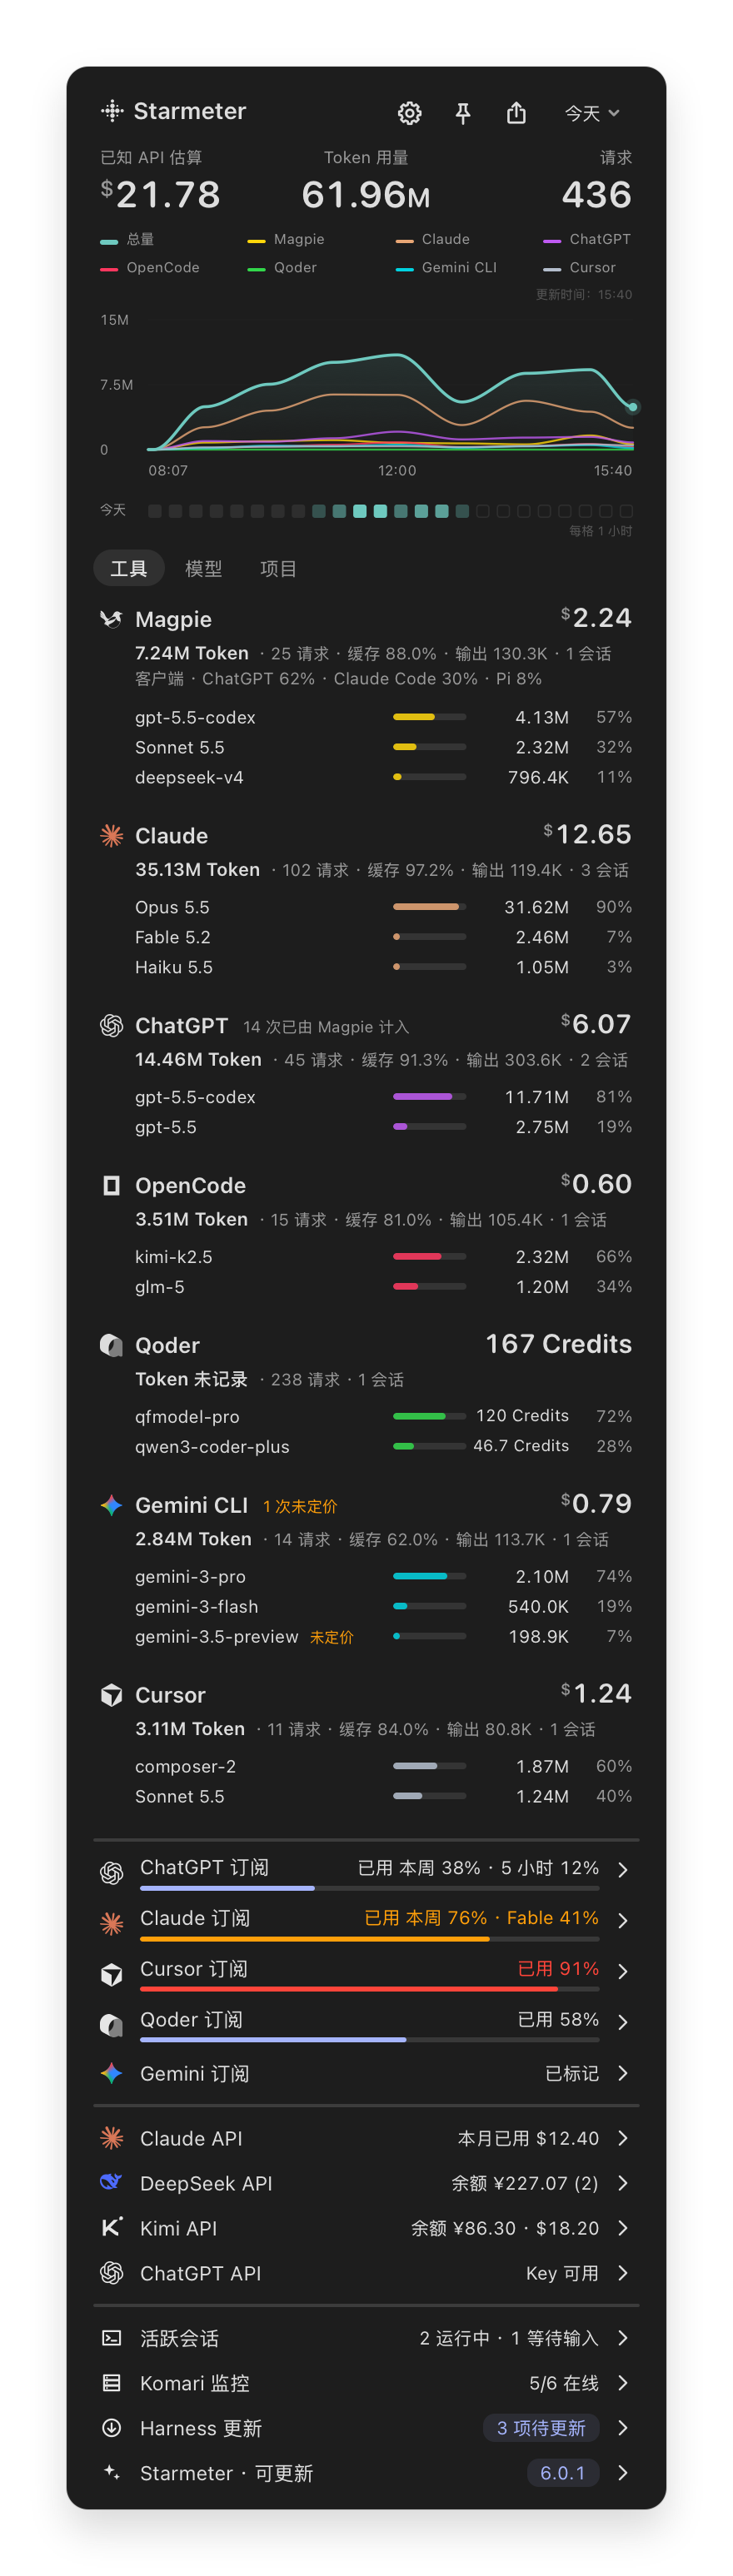 Starmeter 今天
已知 API 估算 Token 用量 请求
$21.78 61.96M 436
总量 Magpie Claude ChatGPT
OpenCode Qoder Gemini CLI Cursor
更新时间：15:40
15M
7.5M
0
08:07 12:00 15:40
今天
每格 1 小时
工具 模型 项目
Magpie $2.24
7.24M Token · 25 请求 · 缓存 88.0% · 输出 130.3K · 1 会话
客户端 · ChatGPT 62% · Claude Code 30% · Pi 8%
gpt-5.5-codex 4.13M 57%
Sonnet 5.5 2.32M 32%
deepseek-v4 796.4K 11%
Claude $12.65
35.13M Token · 102 请求 · 缓存 97.2% · 输出 119.4K · 3 会话
Opus 5.5 31.62M 90%
Fable 5.2 2.46M 7%
Haiku 5.5 1.05M 3%
ChatGPT 14 次已由 Magpie 计入 $6.07
14.46M Token · 45 请求 · 缓存 91.3% · 输出 303.6K · 2 会话
gpt-5.5-codex 11.71M 81%
gpt-5.5 2.75M 19%
OpenCode $0.60
3.51M Token · 15 请求 · 缓存 81.0% · 输出 105.4K · 1 会话
kimi-k2.5 2.32M 66%
glm-5 1.20M 34%
Qoder 167 Credits
Token 未记录 · 238 请求 · 1 会话
qfmodel-pro 120 Credits 72%
qwen3-coder-plus 46.7 Credits 28%
Gemini CLI 1 次未定价 $0.79
2.84M Token · 14 请求 · 缓存 62.0% · 输出 113.7K · 1 会话
gemini-3-pro 2.10M 74%
gemini-3-flash 540.0K 19%
gemini-3.5-preview 未定价 198.9K 7%
Cursor $1.24
3.11M Token · 11 请求 · 缓存 84.0% · 输出 80.8K · 1 会话
composer-2 1.87M 60%
Sonnet 5.5 1.24M 40%
ChatGPT 订阅 已用 本周 38% · 5 小时 12%
Claude 订阅 已用 本周 76% · Fable 41%
Cursor 订阅 已用 91%
Qoder 订阅 已用 58%
Gemini 订阅 已标记
Claude API 本月已用 $12.40
DeepSeek API 余额 ¥227.07 (2)
Kimi API 余额 ¥86.30 · $18.20
ChatGPT API Key 可用
活跃会话 2 运行中 · 1 等待输入
Komari 监控 5/6 在线
Harness 更新 3 项待更新
Starmeter · 可更新 6.0.1